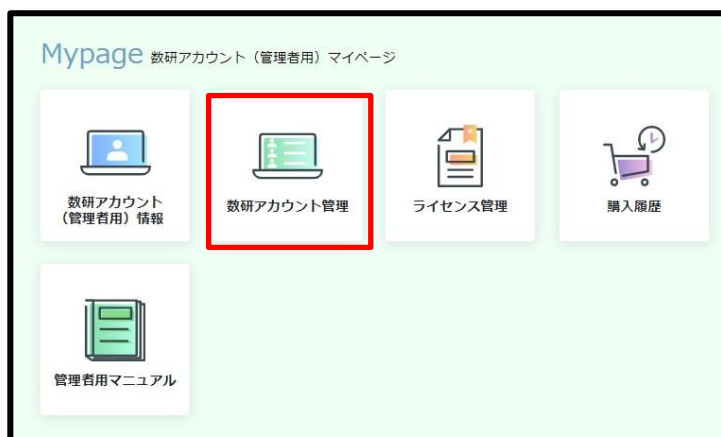 Mypage 数研アカウント（管理者用）マイページ
数研アカウント
（管理者用）情報
数研アカウント管理
ライセンス管理
購入履歴
管理者用マニュアル